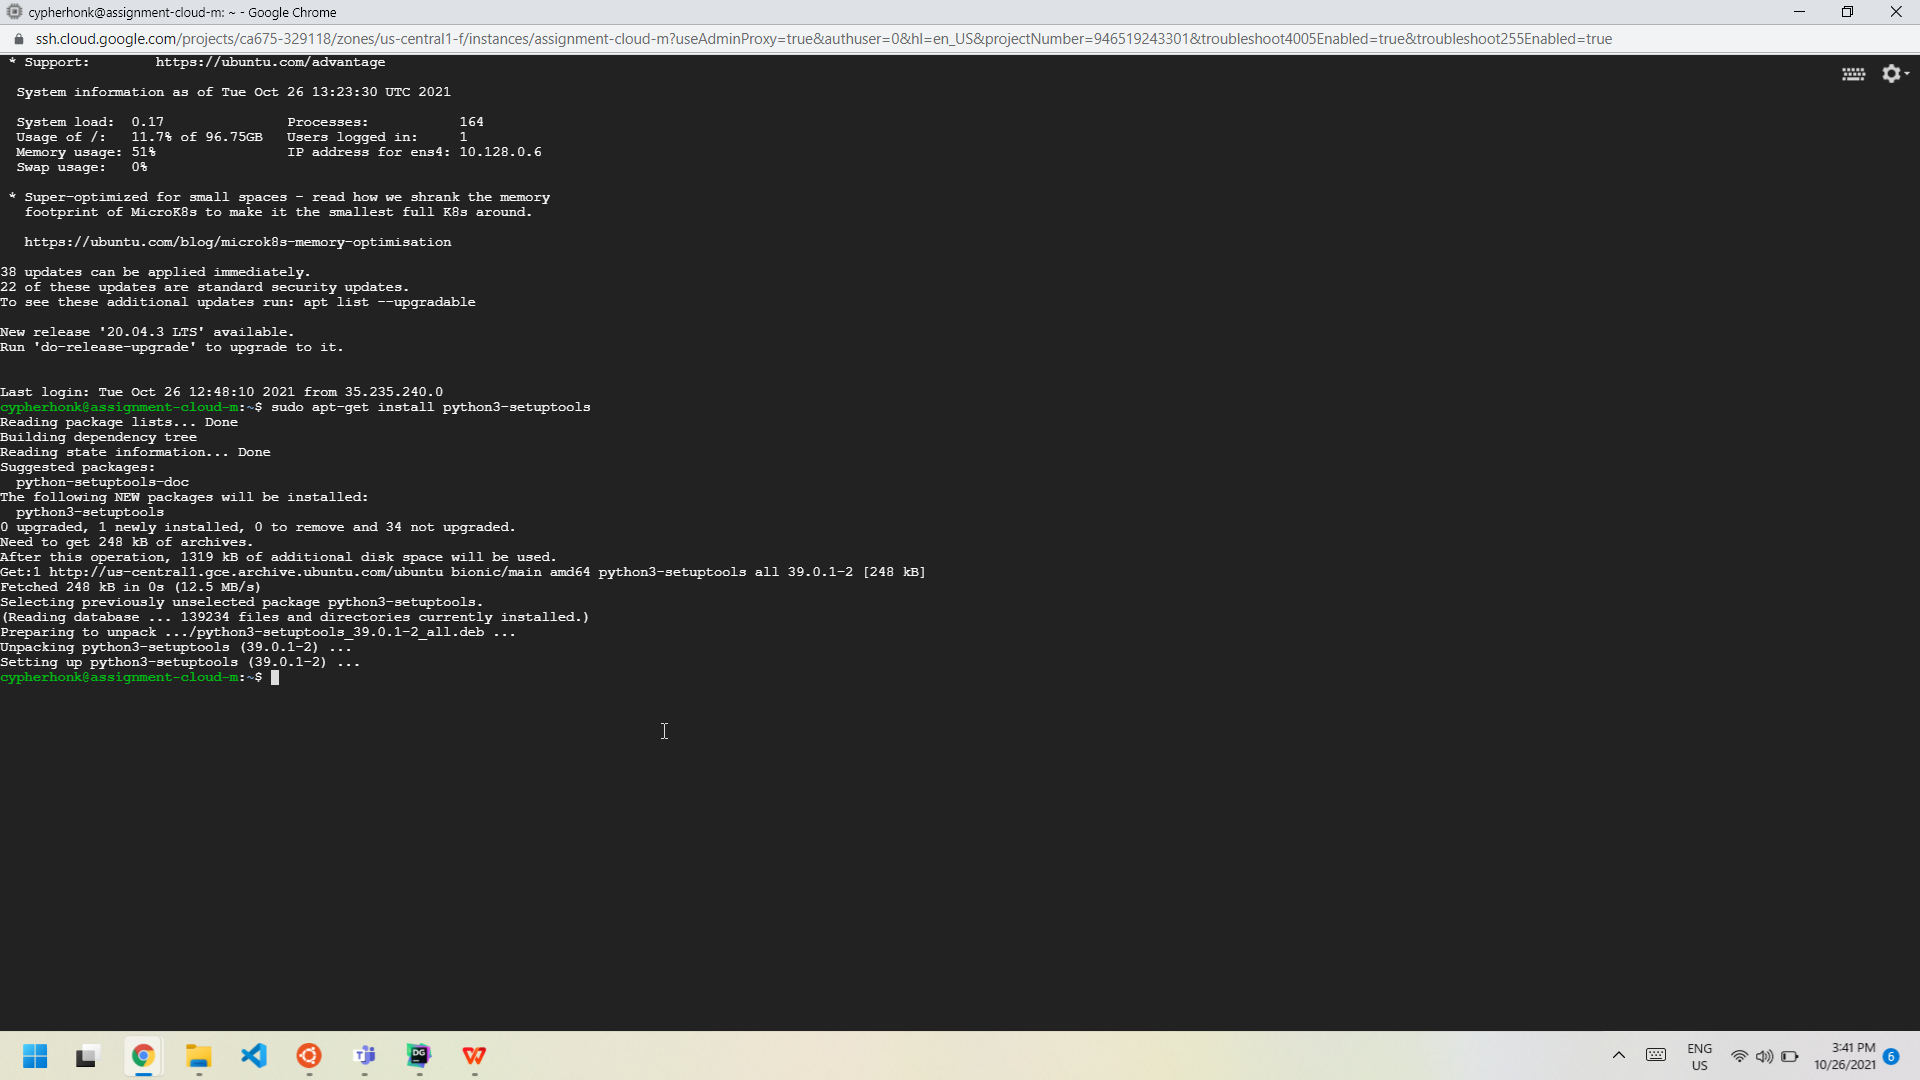 cypherhonk@assignment-cloud-m: ~ - Google Chrome
ssh.cloud.google.com/projects/ca675-329118/zones/us-central1-f/instances/assignment-cloud-m?useAdminProxy=true&authuser=0&hl=en_US&projectNumber=946519243301&troubleshoot4005Enabled=true&troubleshoot255Enabled=true
* Support:        https://ubuntu.com/advantage
System information as of Tue Oct 26 13:23:30 UTC 2021
System load:  0.17               Processes:           164
Usage of /:   11.7% of 96.75GB   Users logged in:     1
Memory usage: 51%                IP address for ens4: 10.128.0.6
Swap usage:   0%
* Super-optimized for small spaces - read how we shrank the memory
footprint of MicroK8s to make it the smallest full K8s around.
https://ubuntu.com/blog/microk8s-memory-optimisation
38 updates can be applied immediately.
22 of these updates are standard security updates.
To see these additional updates run: apt list --upgradable
New release '20.04.3 LTS' available.
Run 'do-release-upgrade' to upgrade to it.
Last login: Tue Oct 26 12:48:10 2021 from 35.235.240.0
cypherhonk@assignment-cloud-m:~$ sudo apt-get install python3-setuptools
Reading package lists... Done
Building dependency tree
Reading state information... Done
Suggested packages:
python-setuptools-doc
The following NEW packages will be installed:
python3-setuptools
0 upgraded, 1 newly installed, 0 to remove and 34 not upgraded.
Need to get 248 kB of archives.
After this operation, 1319 kB of additional disk space will be used.
Get:1 http://us-central1.gce.archive.ubuntu.com/ubuntu bionic/main amd64 python3-setuptools all 39.0.1-2 [248 kB]
Fetched 248 kB in 0s (12.5 MB/s)
Selecting previously unselected package python3-setuptools.
(Reading database ... 139234 files and directories currently installed.)
Preparing to unpack .../python3-setuptools_39.0.1-2_all.deb ...
Unpacking python3-setuptools (39.0.1-2) ...
Setting up python3-setuptools (39.0.1-2) ...
cypherhonk@assignment-cloud-m:~$
DG
ENG
US
3:41 PM
10/26/2021
6